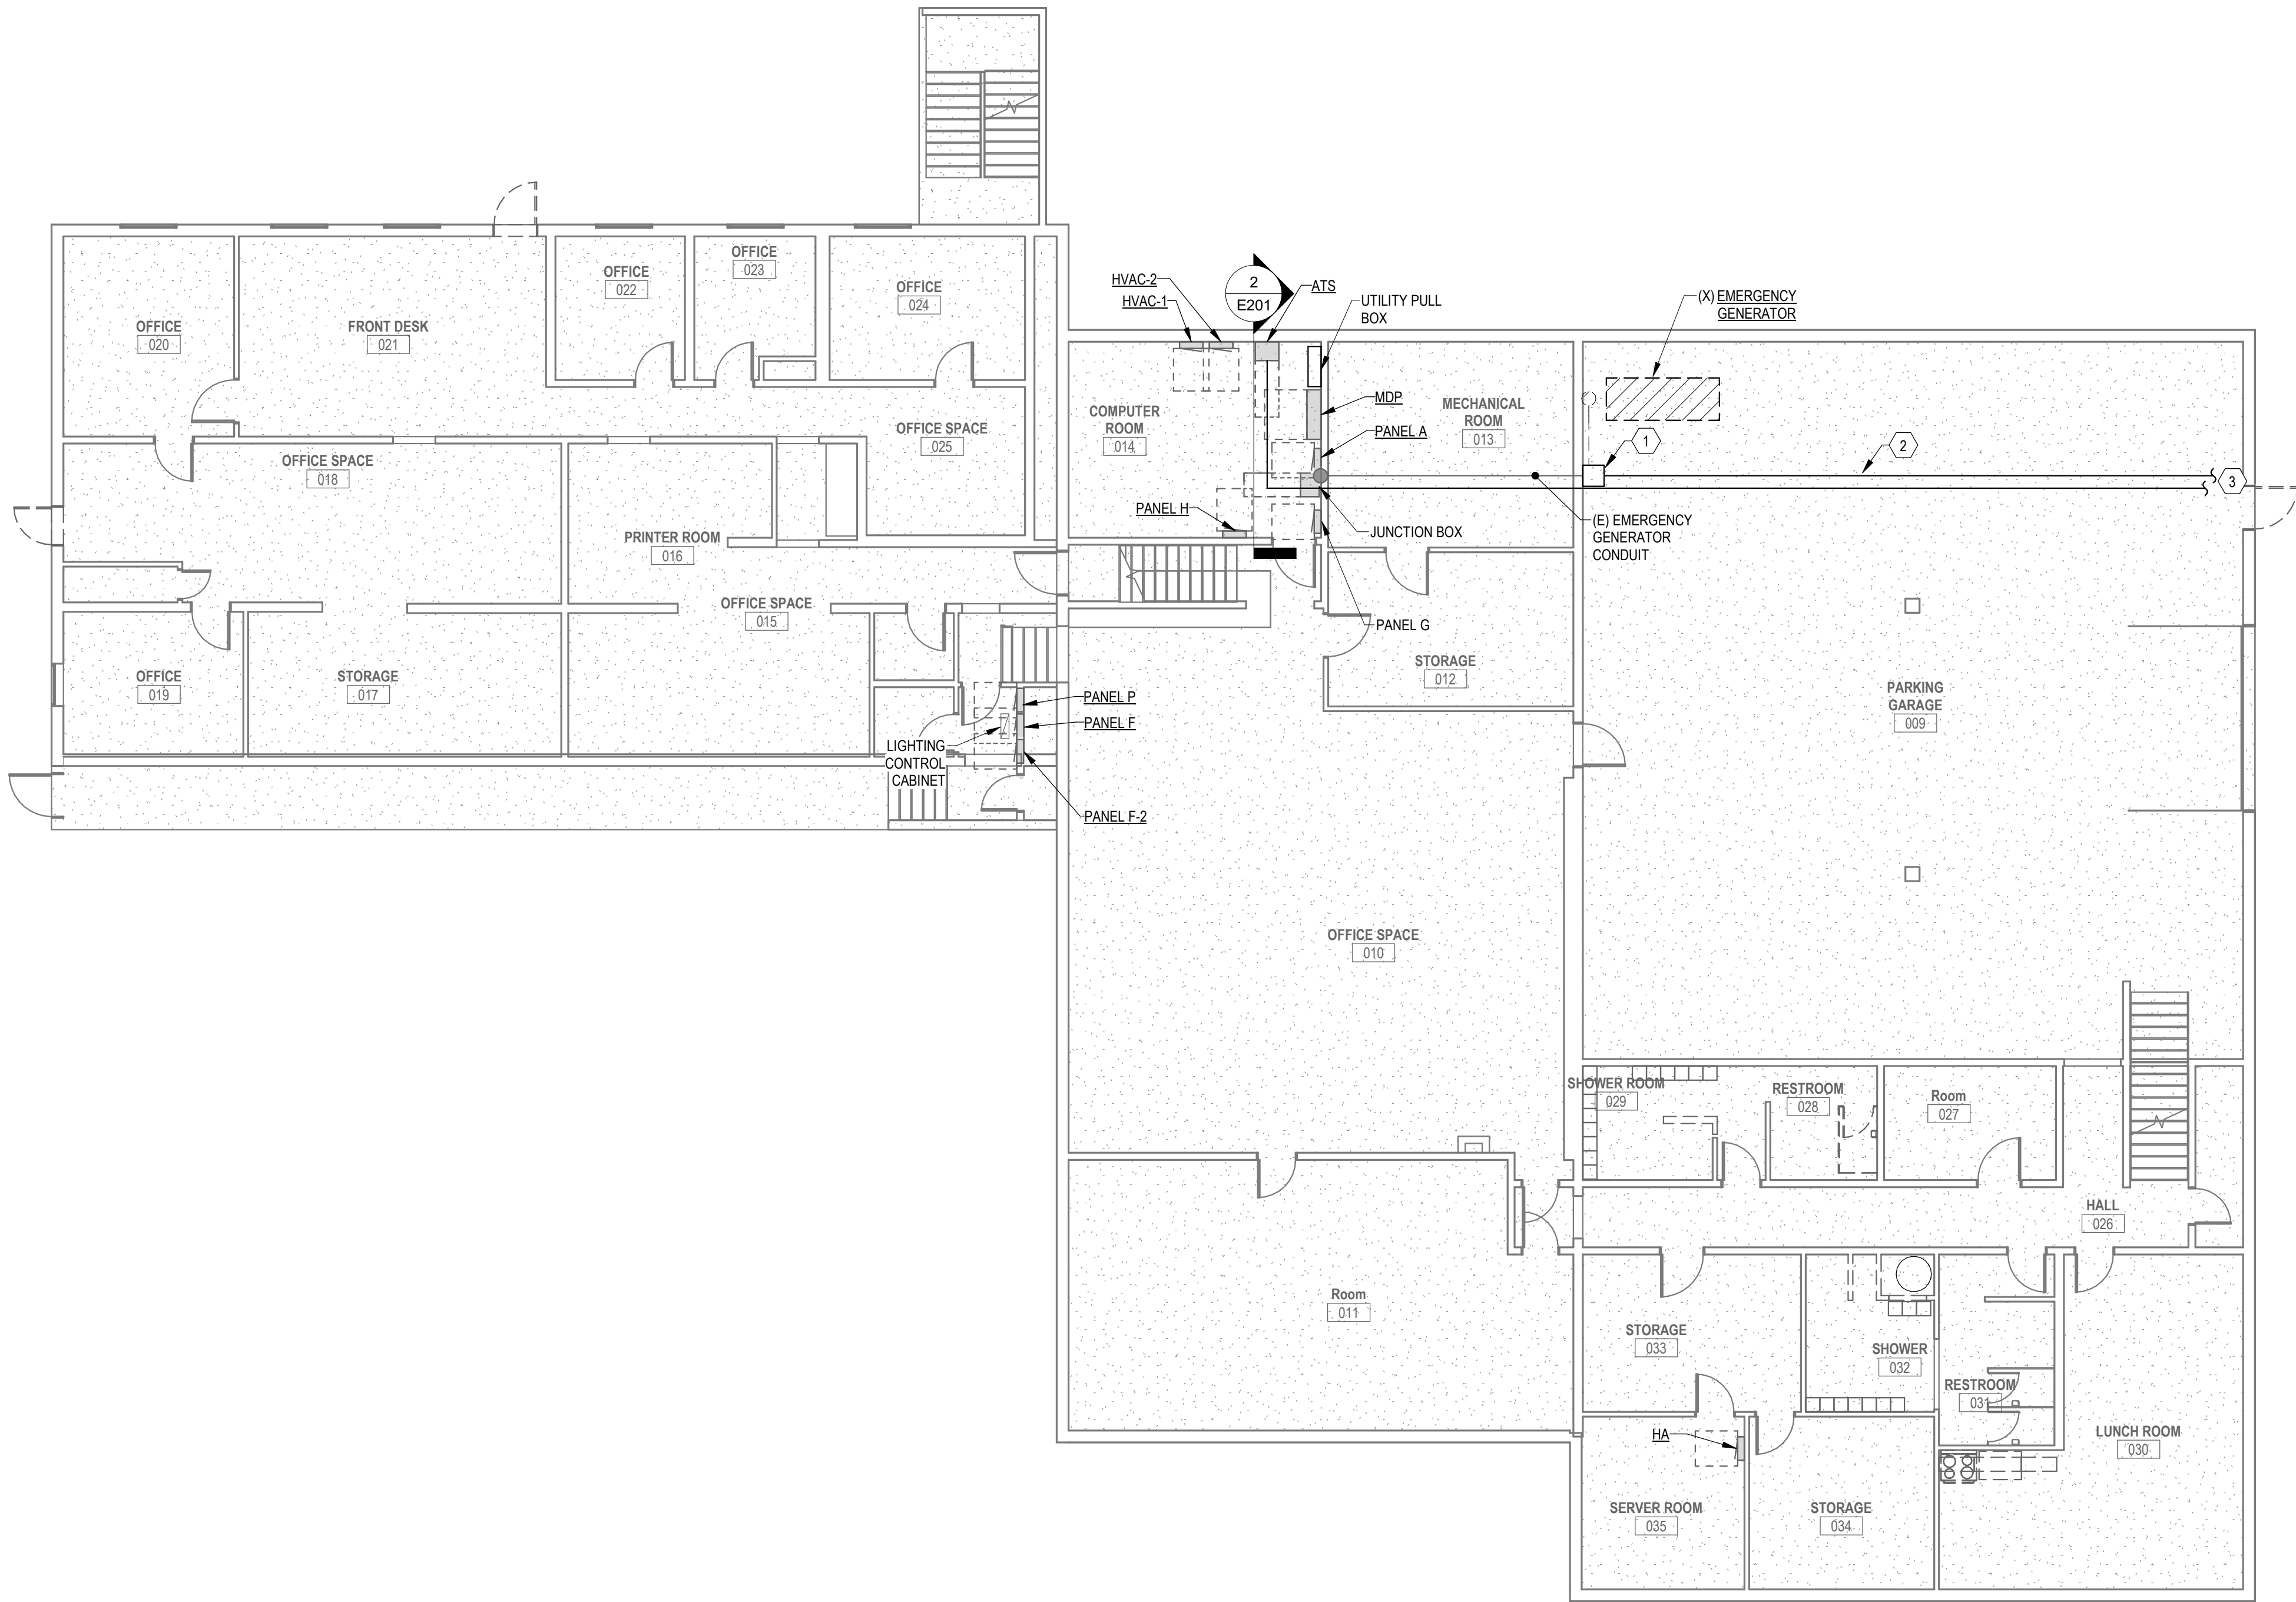 OFFICE
020
FRONT DESK
021
OFFICE
022
OFFICE
023
OFFICE
024
OFFICE SPACE
025
OFFICE SPACE
018
PRINTER ROOM
016
OFFICE SPACE
015
OFFICE
019
STORAGE
017
LIGHTING
CONTROL
CABINET
PANEL P
PANEL F
PANEL F-2
HVAC-2
HVAC-1
2
E201
ATS
UTILITY PULL
BOX
MDP
PANEL A
COMPUTER
ROOM
014
PANEL H
JUNCTION BOX
PANEL G
MECHANICAL
ROOM
013
(X) EMERGENCY
GENERATOR
1
2
3
(E) EMERGENCY
GENERATOR
CONDUIT
STORAGE
012
PARKING
GARAGE
009
OFFICE SPACE
010
SHOWER ROOM
029
RESTROOM
028
Room
027
HALL
026
Room
011
STORAGE
033
SHOWER
032
RESTROOM
031
LUNCH ROOM
030
HA
SERVER ROOM
035
STORAGE
034